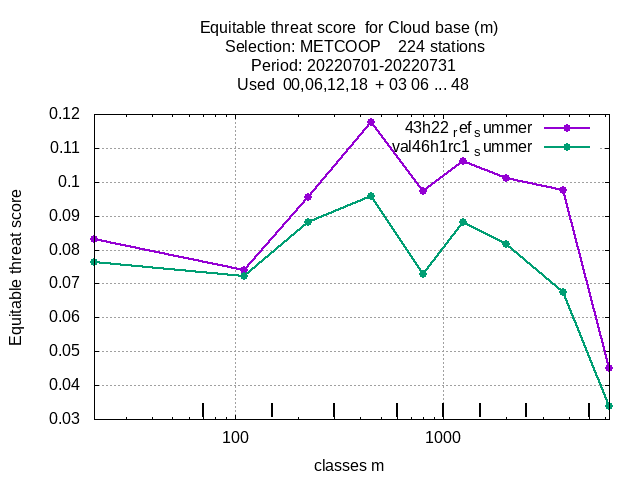 Equitable threat score for Cloud base (m)
Selection: METCOOP 224 stations
Period: 20220701-20220731
Used 00,06,12,18 + 03 06 ... 48
43h22 ref summer
val46h1rc1 summer
Equitable threat score
0.12
0.11
0.1
0.09
0.08
0.07
0.06
0.05
0.04
0.03
100 1000
classes m